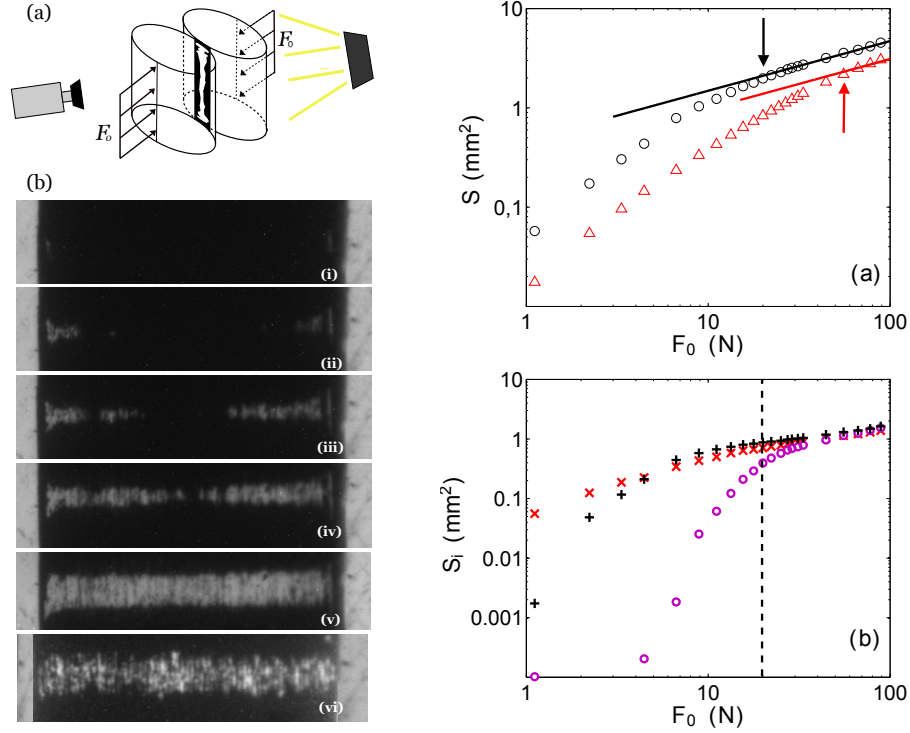 (a)
F₀
Fₒ
(b)
(i)
(ii)
(iii)
(iv)
(v)
(vi)
10
1
0,1
S (mm²)
(a)
1
10
100
F₀ (N)
10
1
0.1
0.01
0.001
Sᵢ (mm²)
(b)
1
10
100
F₀ (N)